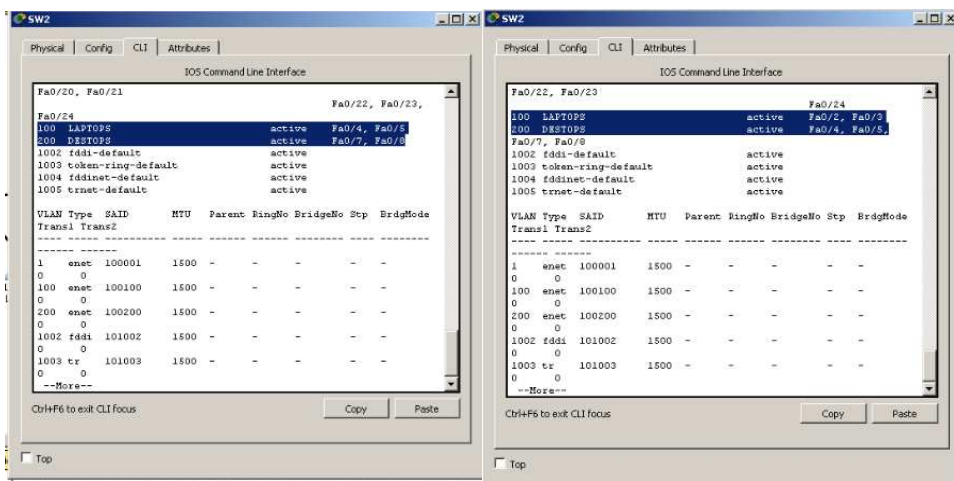 SW2
Physical Config CLI Attributes
IOS Command Line Interface
Fa0/20, Fa0/21
Fa0/22, Fa0/23,
Fa0/24
100 LAPTOPS active Fa0/4, Fa0/5
200 DESTOPS active Fa0/7, Fa0/8
1002 fddi-default active
1003 token-ring-default active
1004 fddinet-default active
1005 trnet-default active
VLAN Type SAID MTU Parent RingNo BridgeNo Stp BrdgMode
Trans1 Trans2
---- ----- ---------- ----- ------ ------ -------- ---- --------
------ ------
1 enet 100001 1500 - - - - -
0 0
100 enet 100100 1500 - - - - -
0 0
200 enet 100200 1500 - - - - -
0 0
1002 fddi 101002 1500 - - - - -
0 0
1003 tr 101003 1500 - - - - -
0 0
--More--
Ctrl+F6 to exit CLI focus
Copy Paste
Top
SW2
Physical Config CLI Attributes
IOS Command Line Interface
Fa0/22, Fa0/23
Fa0/24
100 LAPTOPS active Fa0/2, Fa0/3
200 DESTOPS active Fa0/4, Fa0/5,
Fa0/7, Fa0/8
1002 fddi-default active
1003 token-ring-default active
1004 fddinet-default active
1005 trnet-default active
VLAN Type SAID MTU Parent RingNo BridgeNo Stp BrdgMode
Trans1 Trans2
---- ----- ---------- ----- ------ ------ -------- ---- --------
------ ------
1 enet 100001 1500 - - - - -
0 0
100 enet 100100 1500 - - - - -
0 0
200 enet 100200 1500 - - - - -
0 0
1002 fddi 101002 1500 - - - - -
0 0
1003 tr 101003 1500 - - - - -
0 0
--More--
Ctrl+F6 to exit CLI focus
Copy Paste
Top